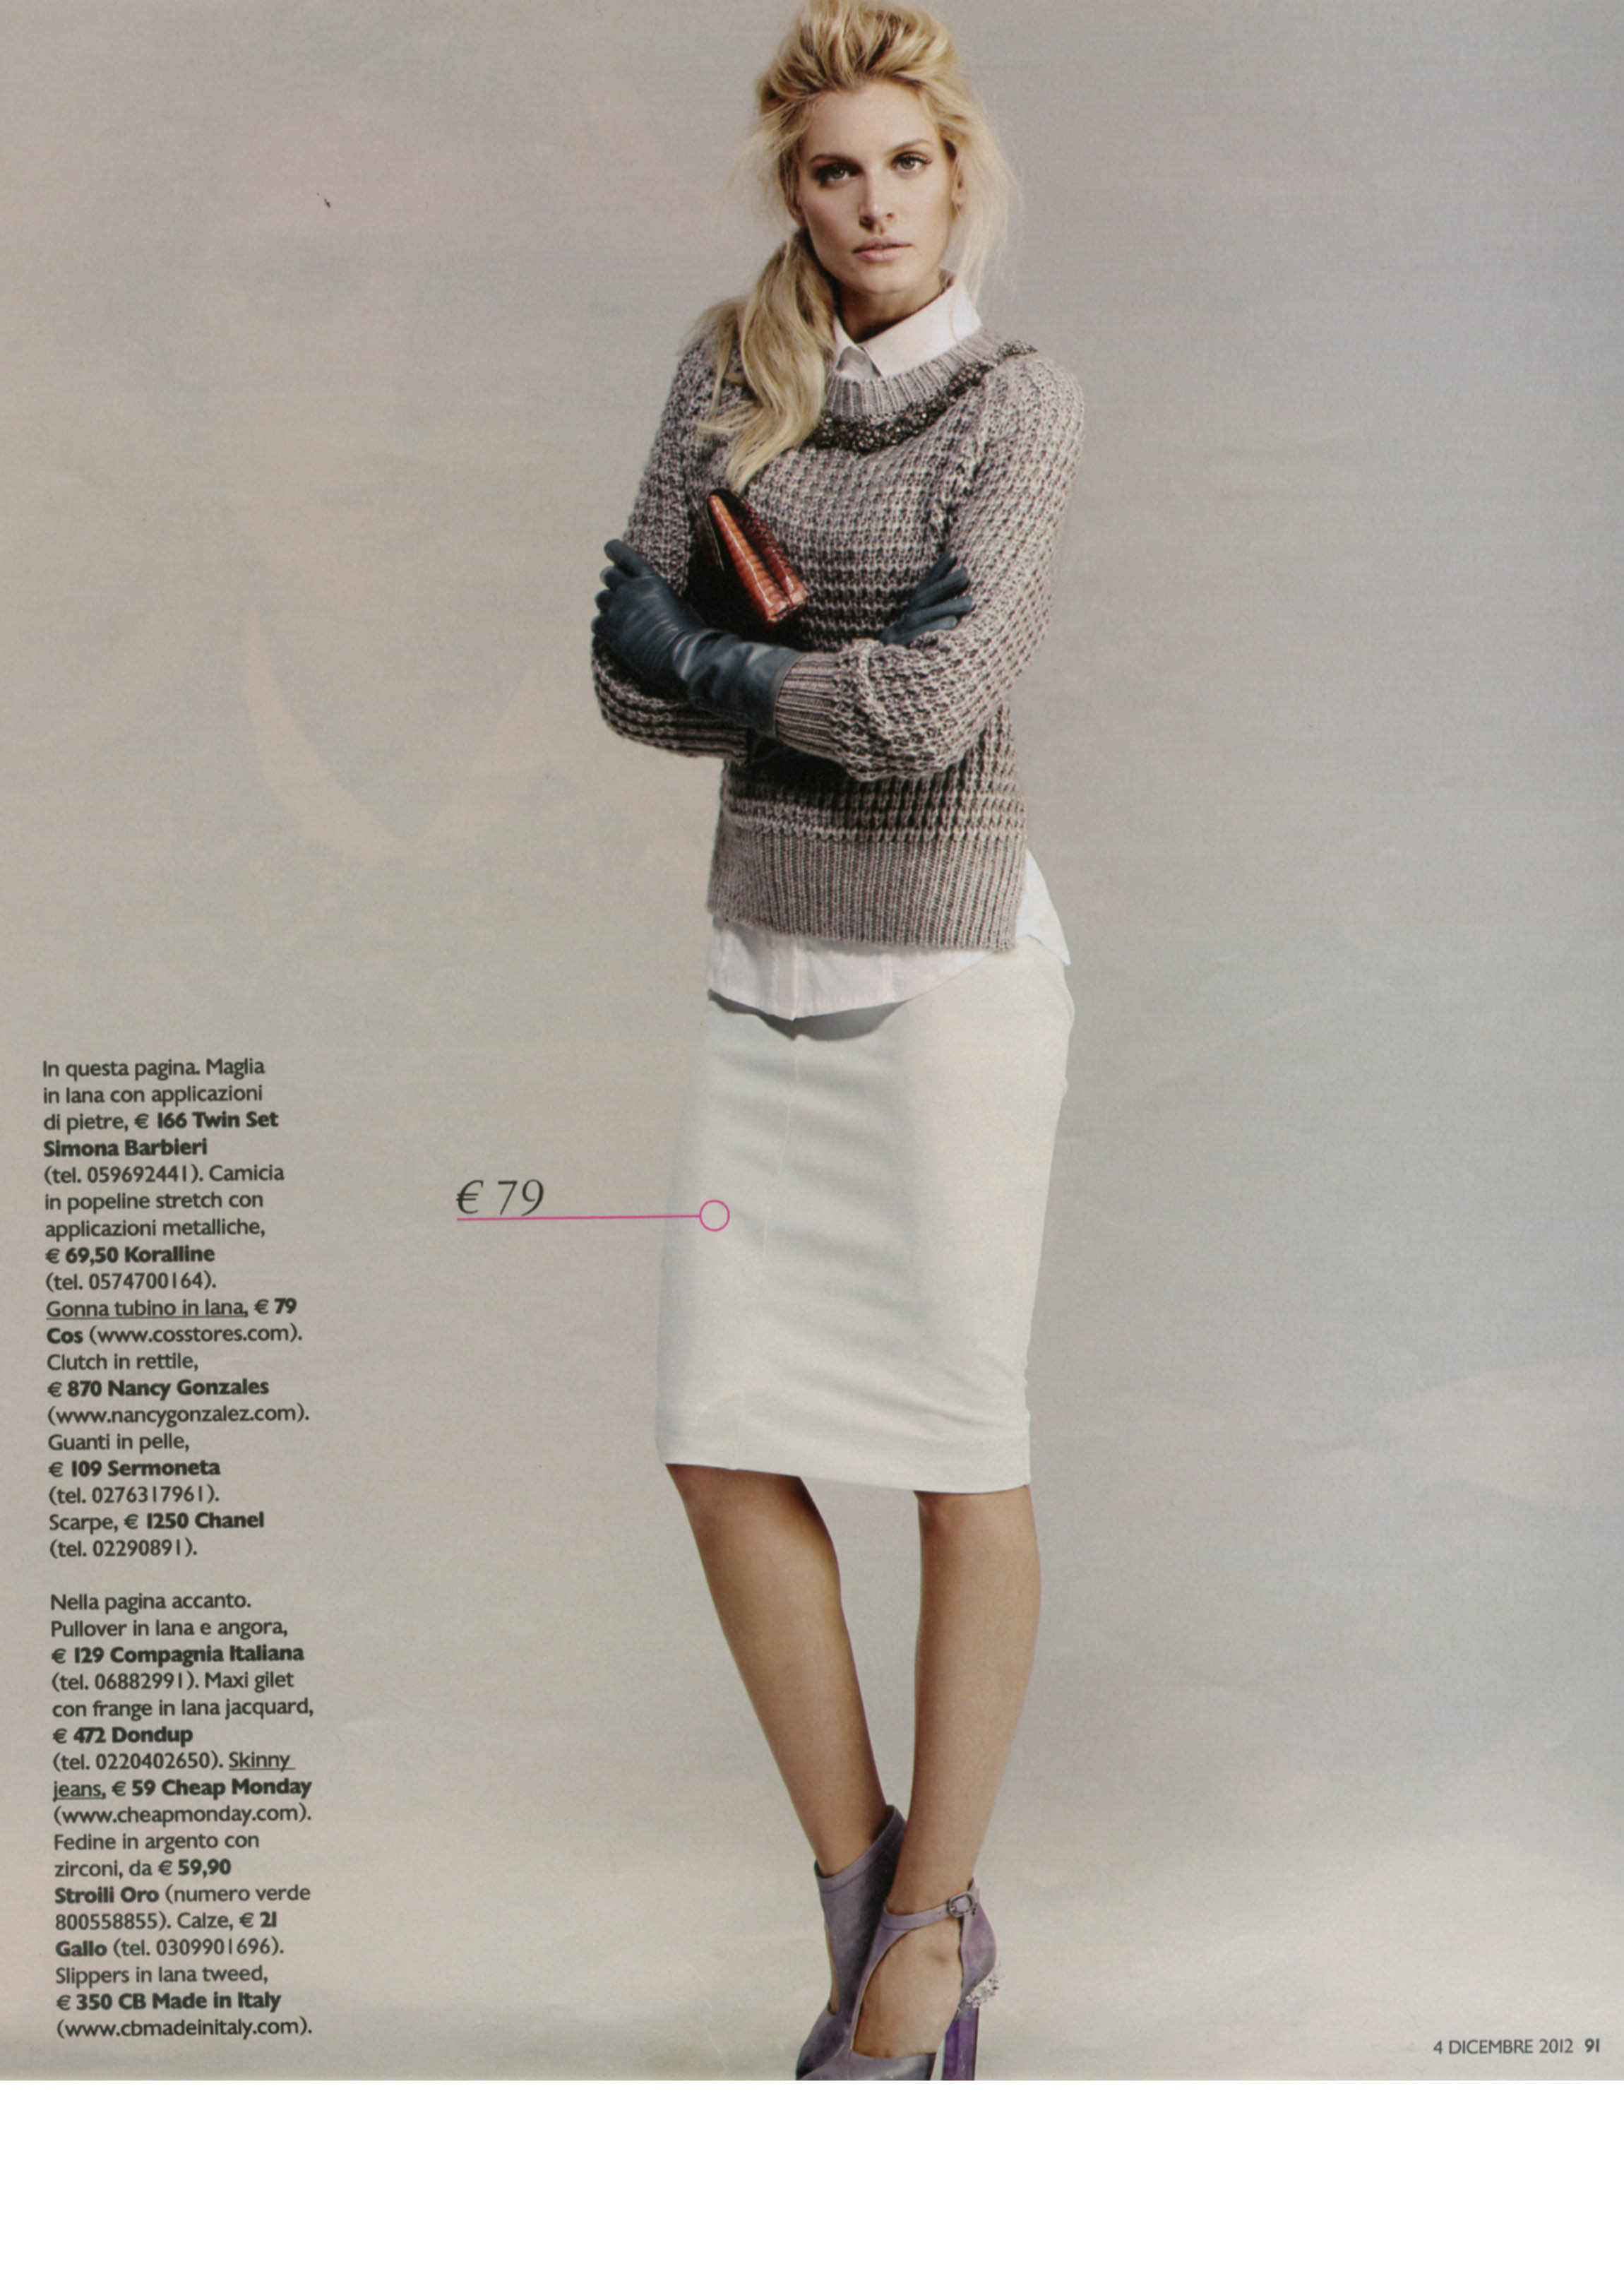 In questa pagina. Maglia
in lana con applicazioni
di pietre, € 166 Twin Set
Simona Barbieri
(tel. 059692441). Camicia
in popeline stretch con
applicazioni metalliche,
€ 69,50 Koralline
(tel. 0574700164).
Gonna tubino in lana, € 79
Cos (www.cosstores.com).
Clutch in rettile,
€ 870 Nancy Gonzales
(www.nancygonzalez.com).
Guanti in pelle,
€ 109 Sermoneta
(tel. 0276317961).
Scarpe, € 1250 Chanel
(tel. 02290891).
Nella pagina accanto.
Pullover in lana e angora,
€ 129 Compagnia Italiana
(tel. 06882991). Maxi gilet
con frange in lana jacquard,
€ 472 Dondup
(tel. 0220402650). Skinny
jeans, € 59 Cheap Monday
(www.cheapmonday.com).
Fedine in argento con
zirconi, da € 59,90
Stroili Oro (numero verde
800558855). Calze, € 21
Gallo (tel. 0309901696).
Slippers in lana tweed,
€ 350 CB Made in Italy
(www.cbmadeinitaly.com).
€ 79
4 DICEMBRE 2012 91